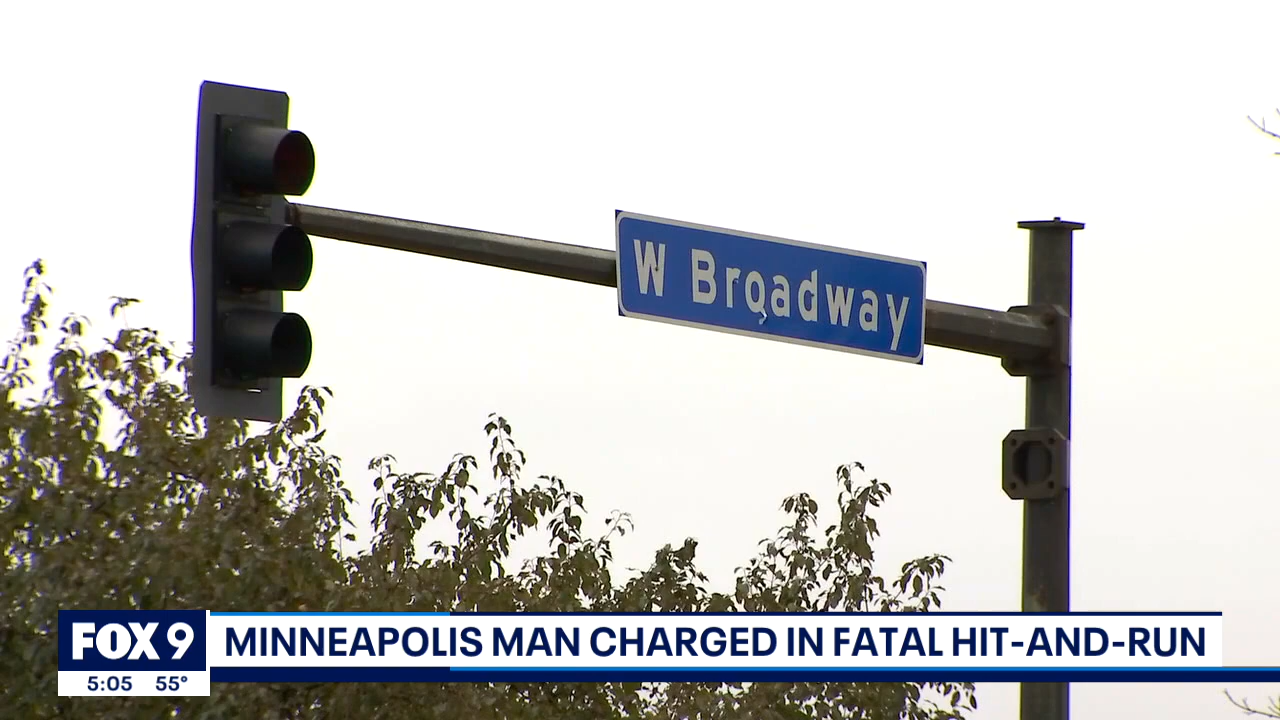 W Broadway
FOX 9
MINNEAPOLIS MAN CHARGED IN FATAL HIT-AND-RUN
5:05 55°